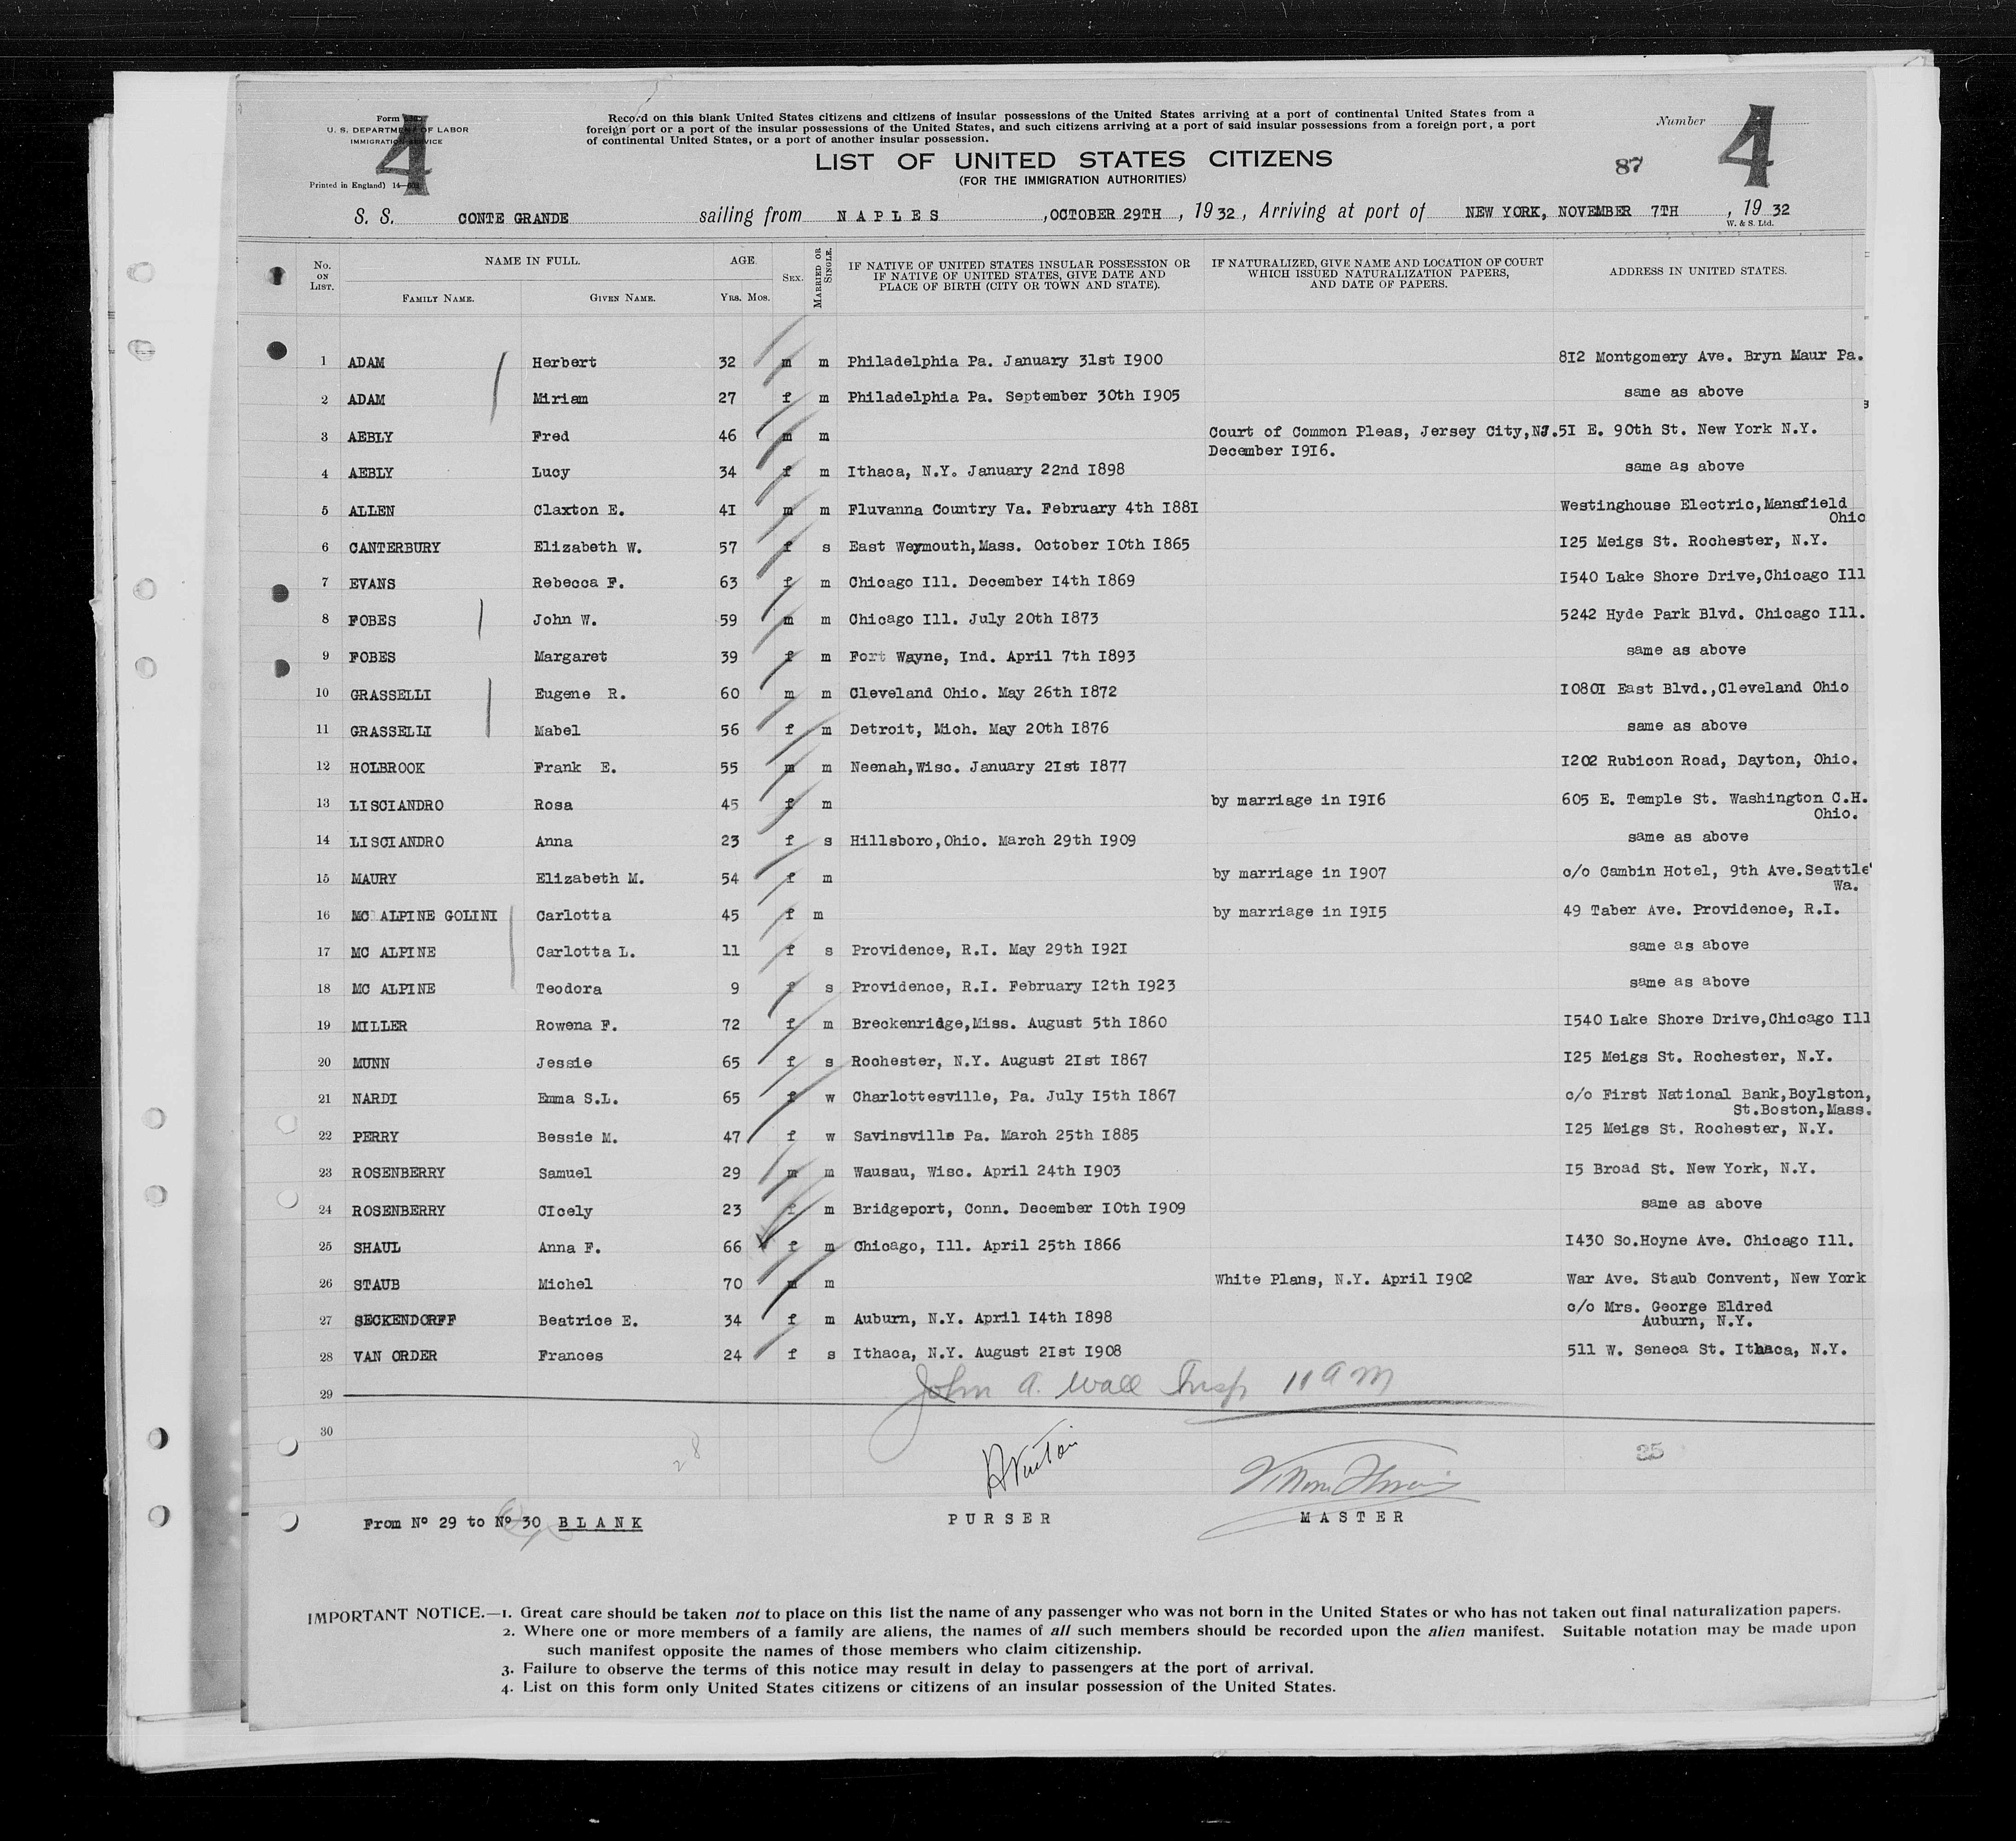 Form
U. S. DEPARTMENT OF LABOR
IMMIGRATION SERVICE
Printed in England) 14—
4
Record on this blank United States citizens and citizens of insular possessions of the United States arriving at a port of continental United States from a
foreign port or a port of the insular possessions of the United States, and such citizens arriving at a port of said insular possessions from a foreign port, a port
of continental United States, or a port of another insular possession.
LIST OF UNITED STATES CITIZENS
(FOR THE IMMIGRATION AUTHORITIES)
Number 4
87
S. S. CONTE GRANDE sailing from NAPLES, OCTOBER 29TH, 1932, Arriving at port of NEW YORK, NOVEMBER 7TH, 1932
W. & S. Ltd.
No. ON LIST. NAME IN FULL. FAMILY NAME. GIVEN NAME. AGE YRS. MOS. SEX. MARRIED OR SINGLE. IF NATIVE OF UNITED STATES INSULAR POSSESSION OR IF NATIVE OF UNITED STATES, GIVE DATE AND PLACE OF BIRTH (CITY OR TOWN AND STATE). IF NATURALIZED, GIVE NAME AND LOCATION OF COURT WHICH ISSUED NATURALIZATION PAPERS, AND DATE OF PAPERS. ADDRESS IN UNITED STATES.
1 ADAM Herbert 32 m m Philadelphia Pa. January 31st 1900 812 Montgomery Ave. Bryn Maur Pa.
2 ADAM Miriam 27 f m Philadelphia Pa. September 30th 1905 same as above
3 AEBLY Fred 46 m m Court of Common Pleas, Jersey City,NJ. 51 E. 90th St. New York N.Y.
December 1916.
4 AEBLY Lucy 34 f m Ithaca, N.Y. January 22nd 1898 same as above
5 ALLEN Claxton E. 41 m m Fluvanna Country Va. February 4th 1881 Westinghouse Electric,Mansfield
Ohio
6 CANTERBURY Elizabeth W. 57 f s East Weymouth,Mass. October 10th 1865 125 Meigs St. Rochester, N.Y.
7 EVANS Rebecca F. 63 f m Chicago Ill. December 14th 1869 1540 Lake Shore Drive,Chicago Ill
8 FOBES John W. 59 m m Chicago Ill. July 20th 1873 5242 Hyde Park Blvd. Chicago Ill.
9 FOBES Margaret 39 f m Fort Wayne, Ind. April 7th 1893 same as above
10 GRASSELLI Eugene R. 60 m m Cleveland Ohio. May 26th 1872 10801 East Blvd.,Cleveland Ohio
11 GRASSELLI Mabel 56 f m Detroit, Mich. May 20th 1876 same as above
12 HOLBROOK Frank E. 55 m m Neenah,Wisc. January 21st 1877 1202 Rubicon Road, Dayton, Ohio.
13 LISCIANDRO Rosa 45 f m by marriage in 1916 605 E. Temple St. Washington C.H.
Ohio.
14 LISCIANDRO Anna 23 f s Hillsboro,Ohio. March 29th 1909 same as above
15 MAURY Elizabeth M. 54 f m by marriage in 1907 c/o Cambin Hotel, 9th Ave.Seattle
Wa.
16 MC ALPINE GOLINI Carlotta 45 f m by marriage in 1915 49 Taber Ave. Providence, R.I.
17 MC ALPINE Carlotta L. 11 f s Providence, R.I. May 29th 1921 same as above
18 MC ALPINE Teodora 9 f s Providence, R.I. February 12th 1923 same as above
19 MILLER Rowena F. 72 f m Breckenridge,Miss. August 5th 1860 1540 Lake Shore Drive,Chicago Ill
20 MUNN Jessie 65 f s Rochester, N.Y. August 21st 1867 125 Meigs St. Rochester, N.Y.
21 NARDI Emma S.L. 65 f w Charlottesville, Pa. July 15th 1867 c/o First National Bank,Boylston,
St.Boston,Mass.
22 PERRY Bessie M. 47 f w Savinsville Pa. March 25th 1885 125 Meigs St. Rochester, N.Y.
23 ROSENBERRY Samuel 29 m m Wausau, Wisc. April 24th 1903 15 Broad St. New York, N.Y.
24 ROSENBERRY CIcely 23 f m Bridgeport, Conn. December 10th 1909 same as above
25 SHAUL Anna F. 66 f m Chicago, Ill. April 25th 1866 1430 So.Hoyne Ave. Chicago Ill.
26 STAUB Michel 70 m m White Plans, N.Y. April 1902 War Ave. Staub Convent, New York
27 SECKENDORFF Beatrice E. 34 f m Auburn, N.Y. April 14th 1898 c/o Mrs. George Eldred
Auburn, N.Y.
28 VAN ORDER Frances 24 f s Ithaca, N.Y. August 21st 1908 511 W. Seneca St. Ithaca, N.Y.
29 John A. Wall Insp 11 AM
30
28
35
From Nº 29 to Nº 30 BLANK
PURSER
MASTER
IMPORTANT NOTICE.—1. Great care should be taken not to place on this list the name of any passenger who was not born in the United States or who has not taken out final naturalization papers.
2. Where one or more members of a family are aliens, the names of all such members should be recorded upon the alien manifest. Suitable notation may be made upon
such manifest opposite the names of those members who claim citizenship.
3. Failure to observe the terms of this notice may result in delay to passengers at the port of arrival.
4. List on this form only United States citizens or citizens of an insular possession of the United States.